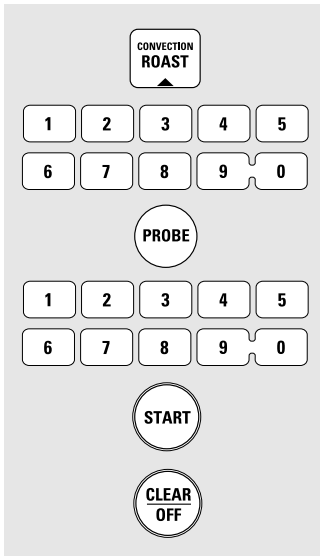 CONVECTION
ROAST
1 2 3 4 5
6 7 8 9 0
PROBE
1 2 3 4 5
6 7 8 9 0
START
CLEAR
OFF